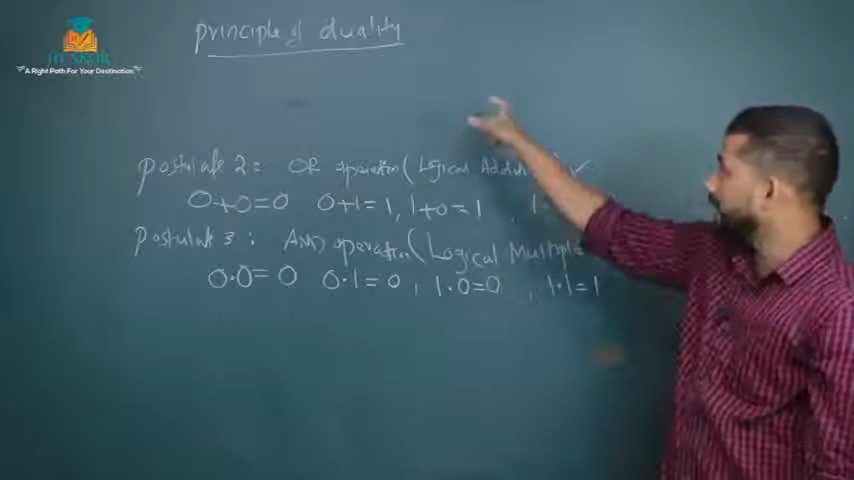 A Right Path For Your Destination
principle of duality
postulate 2 : OR operation (Logical Addi
0+0=0 0+1=1, 1+0=1 , 1
Postulate 3 : AND operation (Logical Multiple
0·0=0 0·1=0 , 1·0=0 , 1·1=1